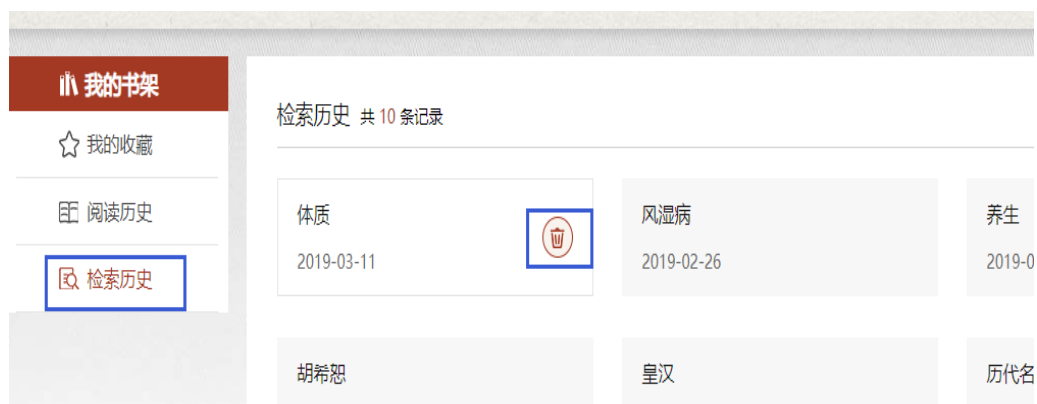 我的书架
我的收藏
阅读历史
检索历史
检索历史 共 10 条记录
体质
2019-03-11
风湿病
2019-02-26
养生
2019-0
胡希恕
皇汉
历代名